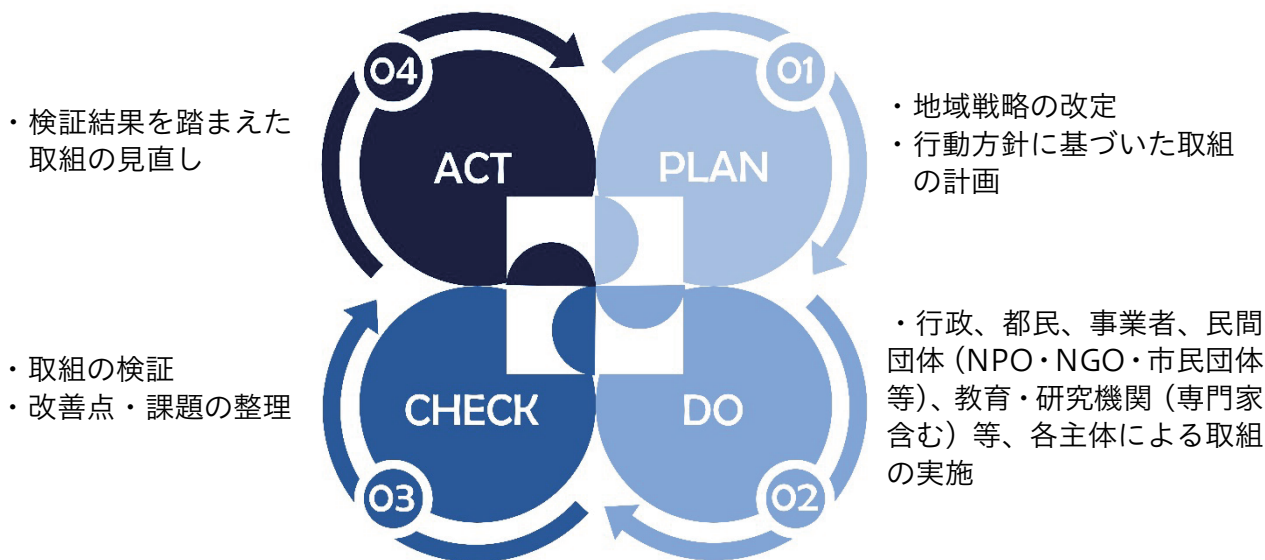 04
ACT
・検証結果を踏まえた
取組の見直し
01
PLAN
・地域戦略の改定
・行動方針に基づいた取組
の計画
02
DO
・行政、都民、事業者、民間
団体（NPO・NGO・市民団体
等）、教育・研究機関（専門家
含む）等、各主体による取組
の実施
03
CHECK
・取組の検証
・改善点・課題の整理